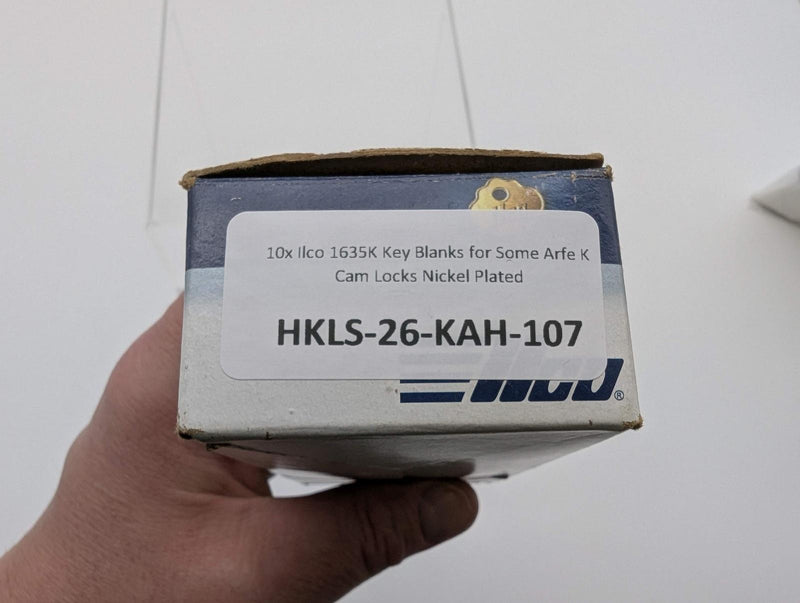 10x Ilco 1635K Key Blanks for Some Arfe K
Cam Locks Nickel Plated
HKLS-26-KAH-107
ilco®